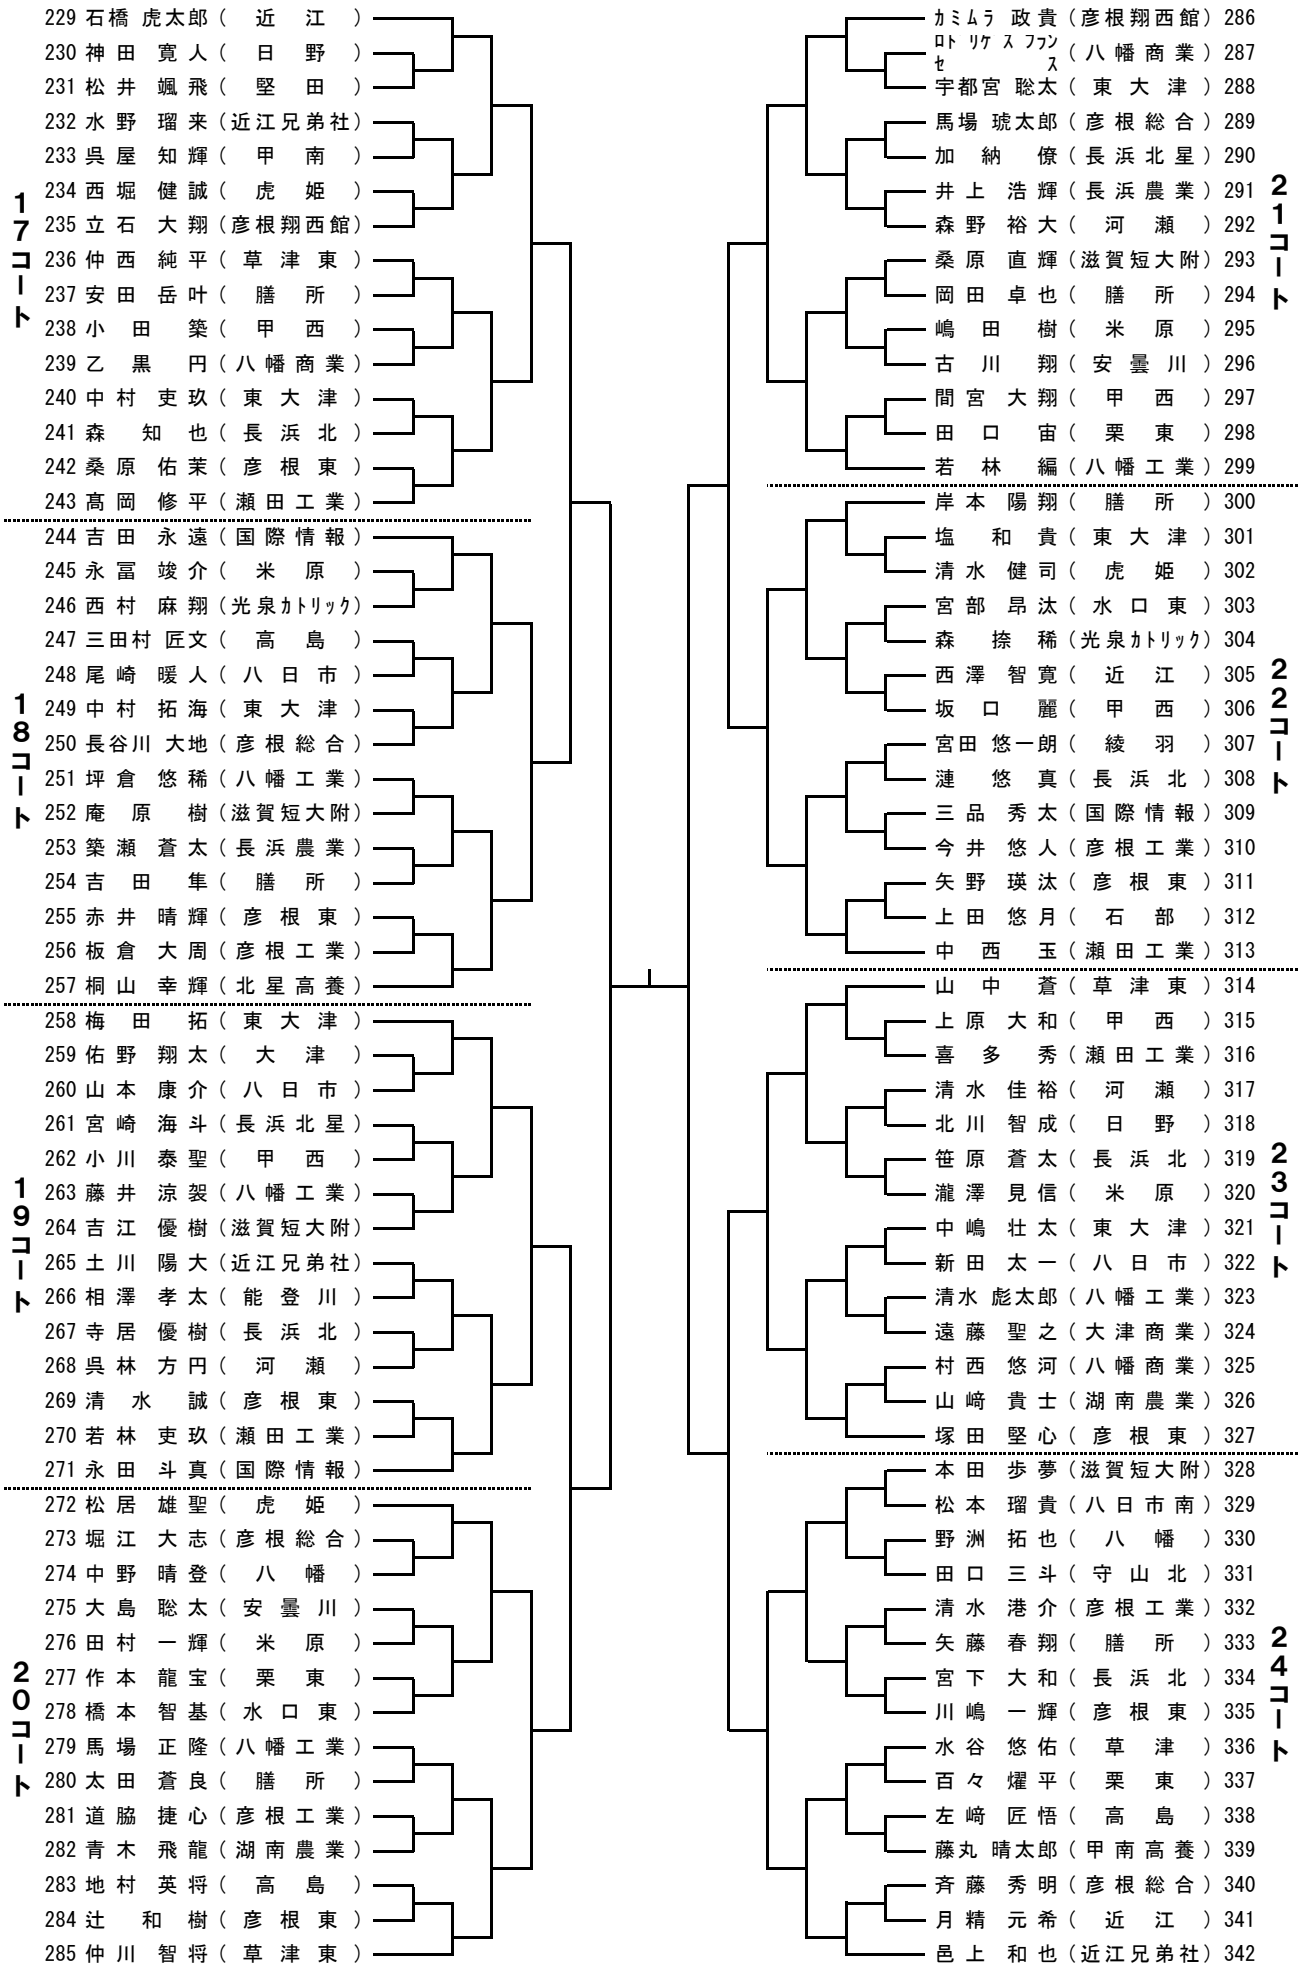 17コート
229 石橋 虎太郎 (近江)
230 神田 寛人 (日野)
231 松井 颯飛 (堅田)
232 水野 瑠来 (近江兄弟社)
233 呉屋 知輝 (甲南)
234 西堀 健誠 (虎姫)
235 立石 大翔 (彦根翔西館)
236 仲西 純平 (草津東)
237 安田 岳叶 (膳所)
238 小田 築 (甲西)
239 乙黒 円 (八幡商業)
240 中村 吏玖 (東大津)
241 森 知也 (長浜北)
242 桑原 佑茉 (彦根東)
243 髙岡 修平 (瀬田工業)
18コート
244 吉田 永遠 (国際情報)
245 永冨 竣介 (米原)
246 西村 麻翔 (光泉カトリック)
247 三田村 匠文 (高島)
248 尾崎 暖人 (八日市)
249 中村 拓海 (東大津)
250 長谷川 大地 (彦根総合)
251 坪倉 悠稀 (八幡工業)
252 庵原 樹 (滋賀短大附)
253 築瀬 蒼太 (長浜農業)
254 吉田 隼 (膳所)
255 赤井 晴輝 (彦根東)
256 板倉 大周 (彦根工業)
257 桐山 幸輝 (北星高養)
19コート
258 梅田 拓 (東大津)
259 佑野 翔太 (大津)
260 山本 康介 (八日市)
261 宮崎 海斗 (長浜北星)
262 小川 泰聖 (甲西)
263 藤井 涼袈 (八幡工業)
264 吉江 優樹 (滋賀短大附)
265 土川 陽大 (近江兄弟社)
266 相澤 孝太 (能登川)
267 寺居 優樹 (長浜北)
268 呉林 方円 (河瀬)
269 清水 誠 (彦根東)
270 若林 吏玖 (瀬田工業)
271 永田 斗真 (国際情報)
20コート
272 松居 雄聖 (虎姫)
273 堀江 大志 (彦根総合)
274 中野 晴登 (八幡)
275 大島 聡太 (安曇川)
276 田村 一輝 (米原)
277 作本 龍宝 (栗東)
278 橋本 智基 (水口東)
279 馬場 正隆 (八幡工業)
280 太田 蒼良 (膳所)
281 道脇 捷心 (彦根工業)
282 青木 飛龍 (湖南農業)
283 地村 英将 (高島)
284 辻 和樹 (彦根東)
285 仲川 智将 (草津東)
21コート
カミムラ 政貴 (彦根翔西館) 286
ロドリゲス フランセス (八幡商業) 287
宇都宮 聡太 (東大津) 288
馬場 琥太郎 (彦根総合) 289
加納 僚 (長浜北星) 290
井上 浩輝 (長浜農業) 291
森野 裕大 (河瀬) 292
桑原 直輝 (滋賀短大附) 293
岡田 卓也 (膳所) 294
嶋田 樹 (米原) 295
古川 翔 (安曇川) 296
間宮 大翔 (甲西) 297
田口 宙 (栗東) 298
若林 編 (八幡工業) 299
22コート
岸本 陽翔 (膳所) 300
塩 和貴 (東大津) 301
清水 健司 (虎姫) 302
宮部 昂汰 (水口東) 303
森 捺稀 (光泉カトリック) 304
西澤 智寛 (近江) 305
坂口 麗 (甲西) 306
宮田 悠一朗 (綾羽) 307
漣 悠真 (長浜北) 308
三品 秀太 (国際情報) 309
今井 悠人 (彦根工業) 310
矢野 瑛汰 (彦根東) 311
上田 悠月 (石部) 312
中西 玉 (瀬田工業) 313
23コート
山中 蒼 (草津東) 314
上原 大和 (甲西) 315
喜多 秀 (瀬田工業) 316
清水 佳裕 (河瀬) 317
北川 智成 (日野) 318
笹原 蒼太 (長浜北) 319
瀧澤 見信 (米原) 320
中嶋 壮太 (東大津) 321
新田 太一 (八日市) 322
清水 彪太郎 (八幡工業) 323
遠藤 聖之 (大津商業) 324
村西 悠河 (八幡商業) 325
山﨑 貴士 (湖南農業) 326
塚田 堅心 (彦根東) 327
24コート
本田 歩夢 (滋賀短大附) 328
松本 瑠貴 (八日市南) 329
野洲 拓也 (八幡) 330
田口 三斗 (守山北) 331
清水 港介 (彦根工業) 332
矢藤 春翔 (膳所) 333
宮下 大和 (長浜北) 334
川嶋 一輝 (彦根東) 335
水谷 悠佑 (草津) 336
百々 燿平 (栗東) 337
左﨑 匠悟 (高島) 338
藤丸 晴太郎 (甲南高養) 339
斉藤 秀明 (彦根総合) 340
月精 元希 (近江) 341
邑上 和也 (近江兄弟社) 342